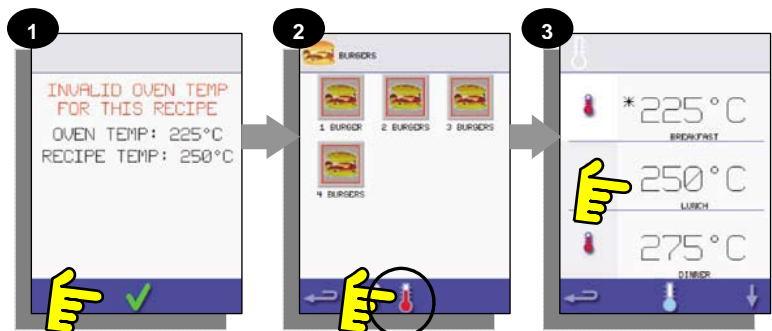 1
INVALID OVEN TEMP
FOR THIS RECIPE
OVEN TEMP: 225°C
RECIPE TEMP: 250°C
2
BURGERS
1 BURGER 2 BURGERS 3 BURGERS
4 BURGERS
3
*225°C
BREAKFAST
250°C
LUNCH
275°C
DINNER